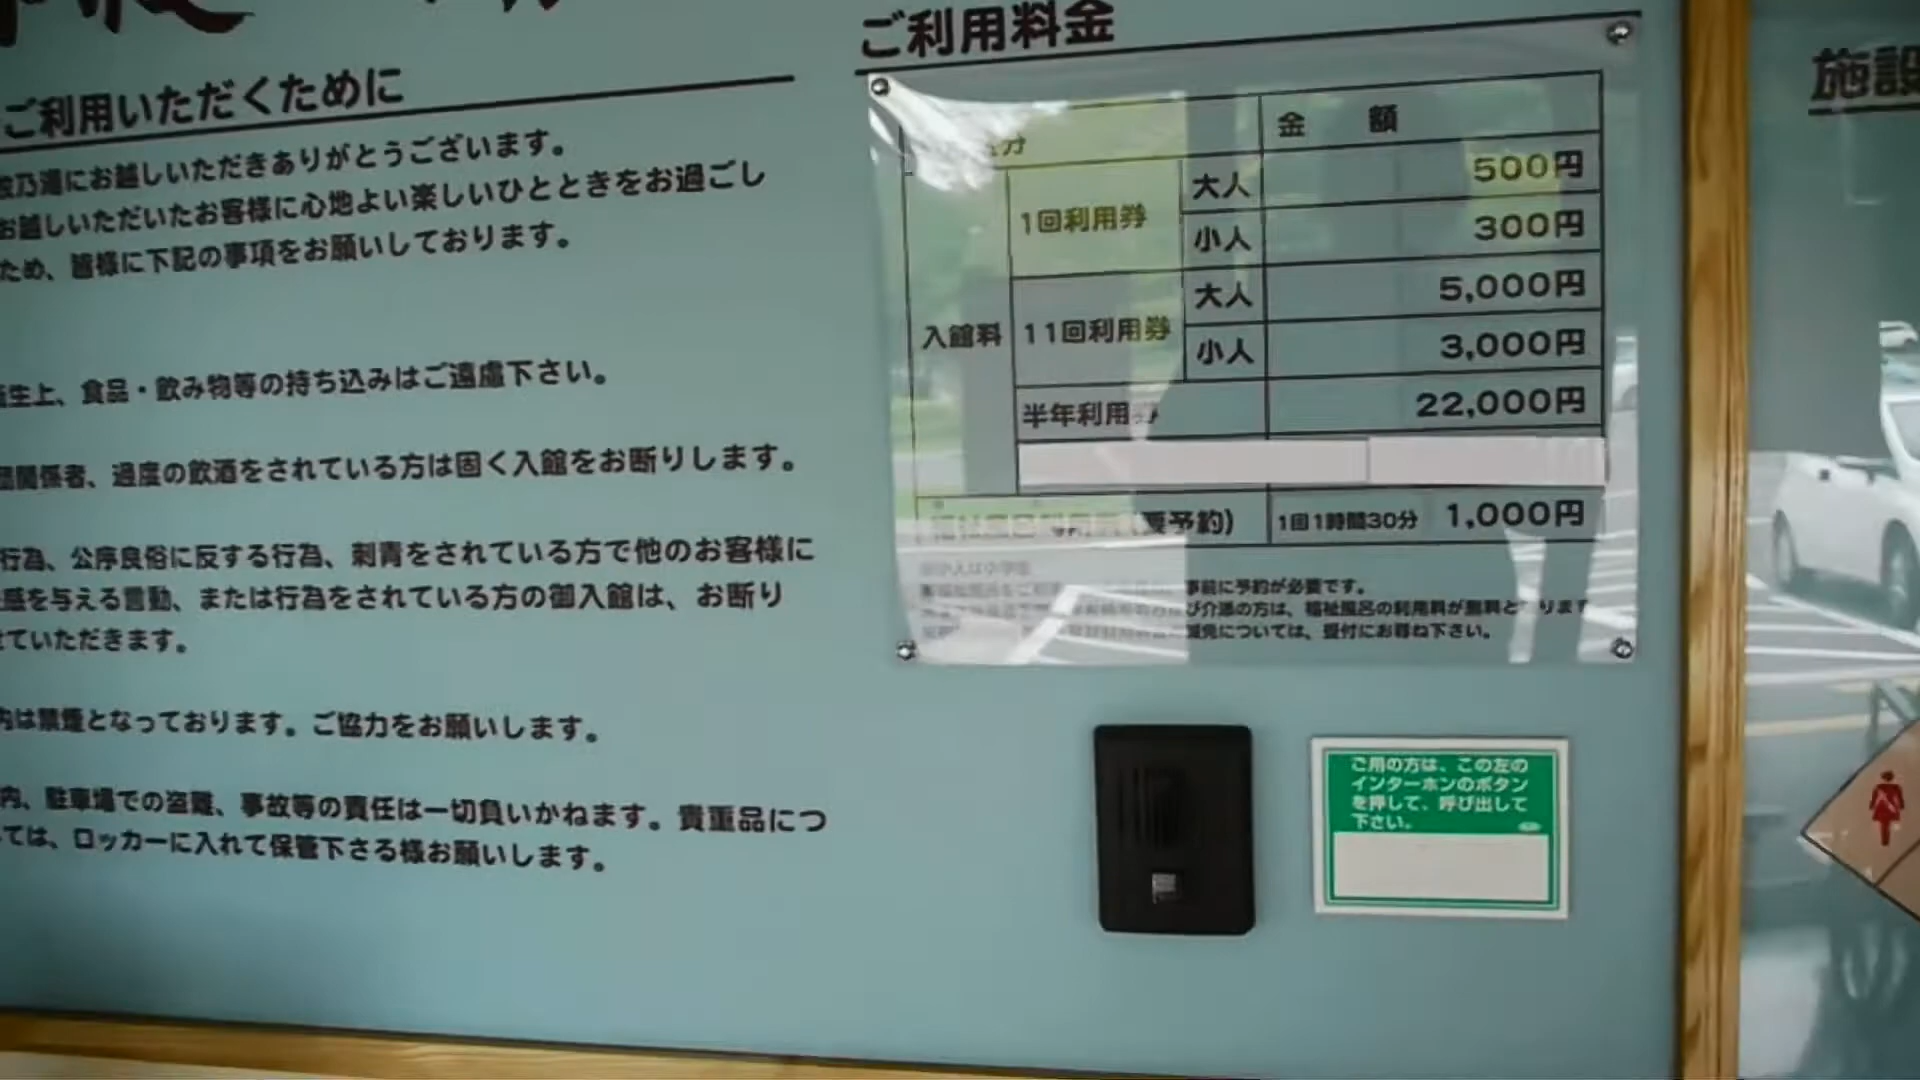 ご利用いただくために
乃湯にお越しいただきありがとうございます。
お越しいただいたお客様に心地よい楽しいひとときをお過ごし
ため、皆様に下記の事項をお願いしております。
生上、食品・飲み物等の持ち込みはご遠慮下さい。
関係者、過度の飲酒をされている方は固く入館をお断りします。
行為、公序良俗に反する行為、刺青をされている方で他のお客様に
感を与える言動、または行為をされている方の御入館は、お断り
ていただきます。
内は禁煙となっております。ご協力をお願いします。
内、駐車場での盗難、事故等の責任は一切負いかねます。貴重品につ
ては、ロッカーに入れて保管下さる様お願いします。
ご利用料金
分 金 額
入館料
1回利用券 大人 500円
小人 300円
11回利用券 大人 5,000円
小人 3,000円
半年利用 22,000円
予約) 1回1時間30分 1,000円
事前に予約が必要です。
び介添の方は、福祉風呂の利用料が無料と ります
減免については、受付にお尋ね下さい。
ご用の方は、この左の
インターホンのボタン
を押して、呼び出して
下さい。
施設